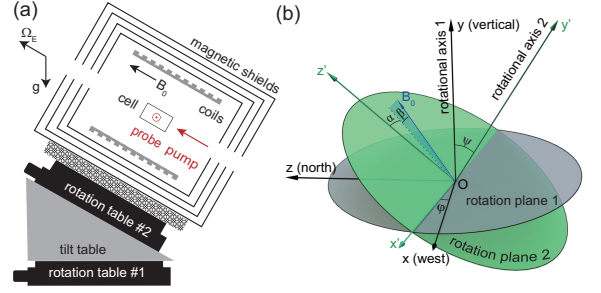 (a)
Ω_E
g
magnetic shields
B_0
coils
cell
probe
pump
rotation table #2
tilt table
rotation table #1
(b)
y (vertical)
y'
rotational axis 1
rotational axis 2
z'
B_0
α
β
ψ
z (north)
O
rotation plane 1
φ
x'
x (west)
rotation plane 2